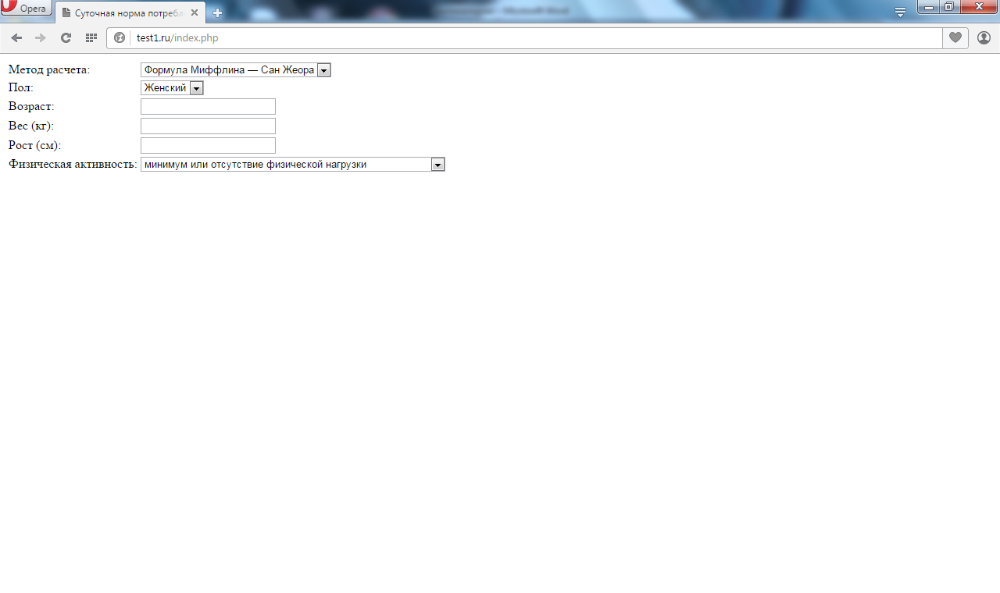 Opera
Суточная норма потребл
test1.ru/index.php
Метод расчета: Формула Миффлина — Сан Жеора
Пол: Женский
Возраст:
Вес (кг):
Рост (см):
Физическая активность: минимум или отсутствие физической нагрузки